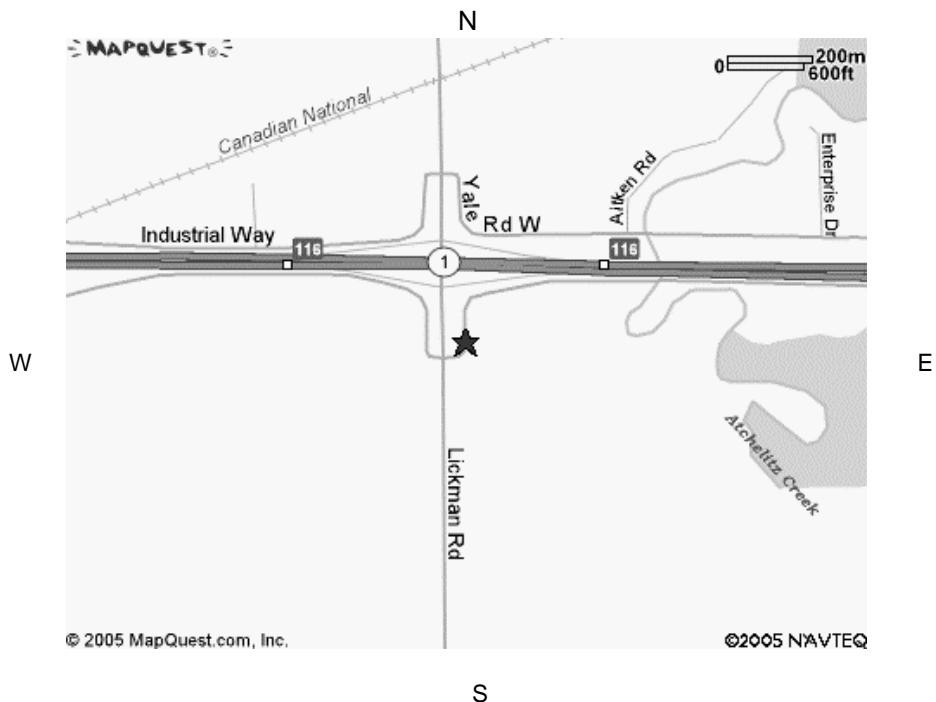 N
MAPQUEST®
0 200m
600ft
Canadian National
Aitken Rd
Enterprise Dr
Yale
Rd W
Industrial Way
116
116
1
W
E
Atchelitz Creek
Lickman Rd
© 2005 MapQuest.com, Inc.
©2005 NAVTEQ
S